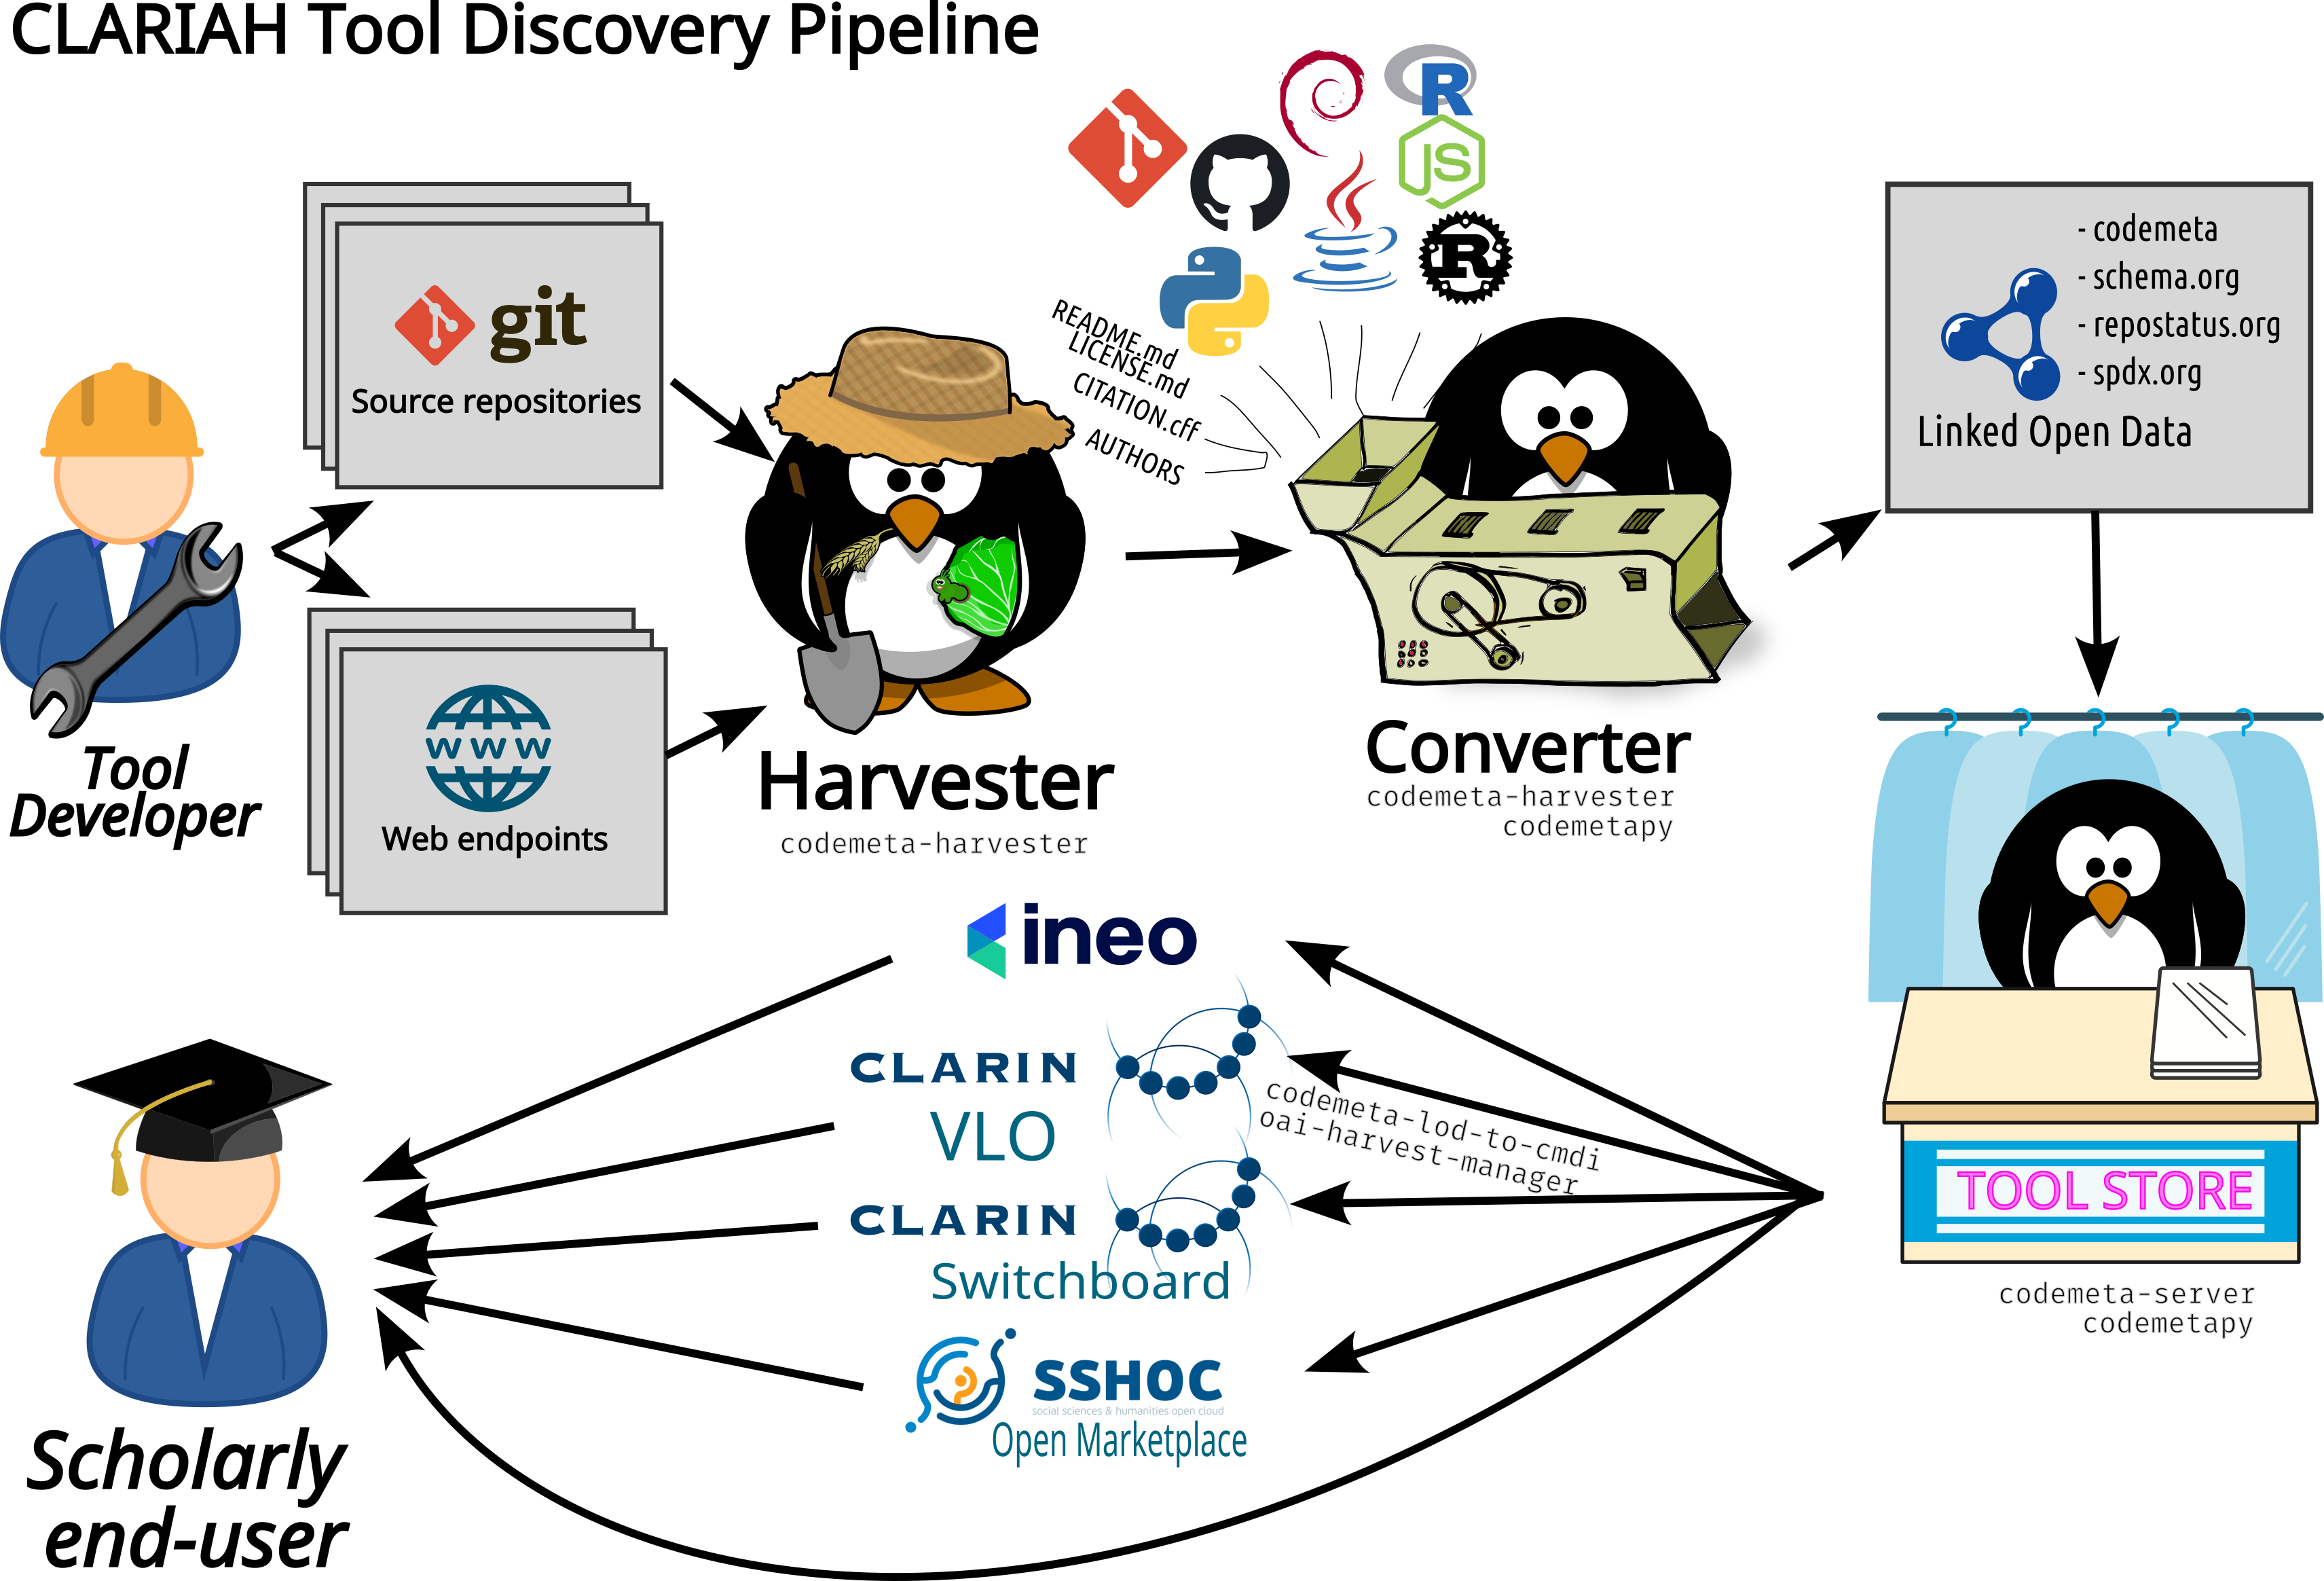 CLARIAH Tool Discovery Pipeline
R
JS
R
git
Source repositories
README.md
LICENSE.md
CITATION.cff
AUTHORS
- codemeta
- schema.org
- repostatus.org
- spdx.org
Linked Open Data
Tool
Developer
WWW
Web endpoints
Harvester
codemeta-harvester
Converter
codemeta-harvester
codemetapy
ineo
CLARIN
VLO
codemeta-lod-to-cmdi
oai-harvest-manager
CLARIN
Switchboard
SSHOC
social sciences & humanities open cloud
Open Marketplace
TOOL STORE
codemeta-server
codemetapy
Scholarly
end-user